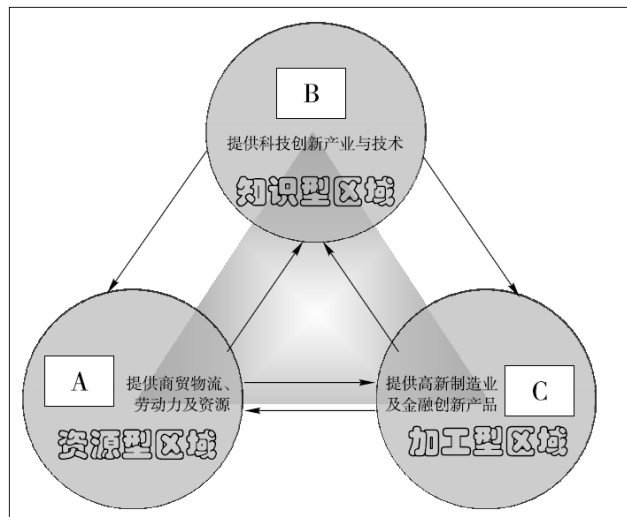 B
提供科技创新产业与技术
知识型区域
A
提供商贸物流、
劳动力及资源
资源型区域
提供高新制造业
及金融创新产品
C
加工型区域